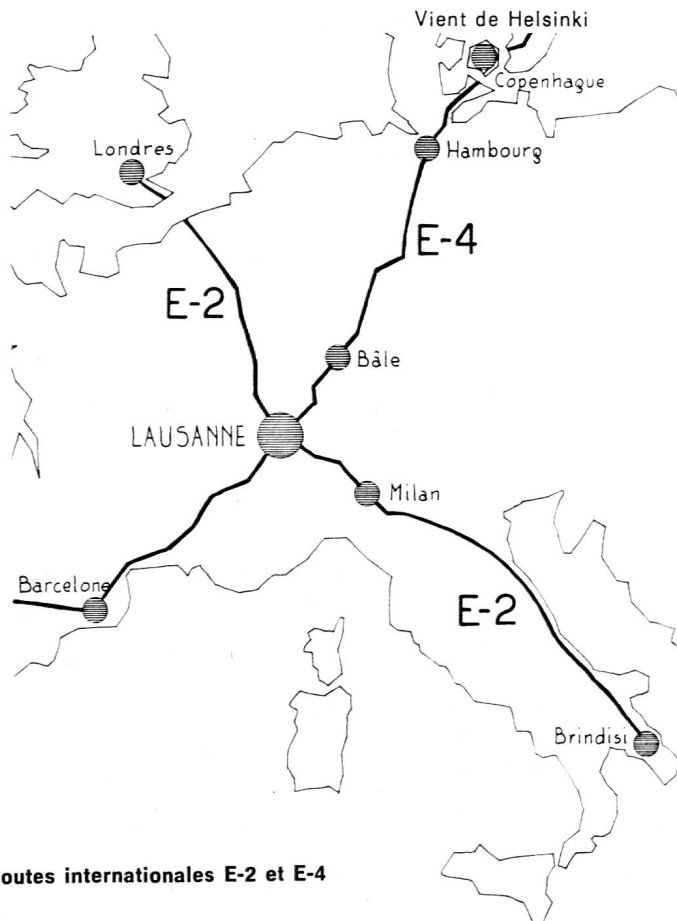 Vient de Helsinki
Copenhague
Londres
Hambourg
E-4
E-2
Bâle
LAUSANNE
Milan
Barcelone
E-2
Brindisi
outes internationales E-2 et E-4